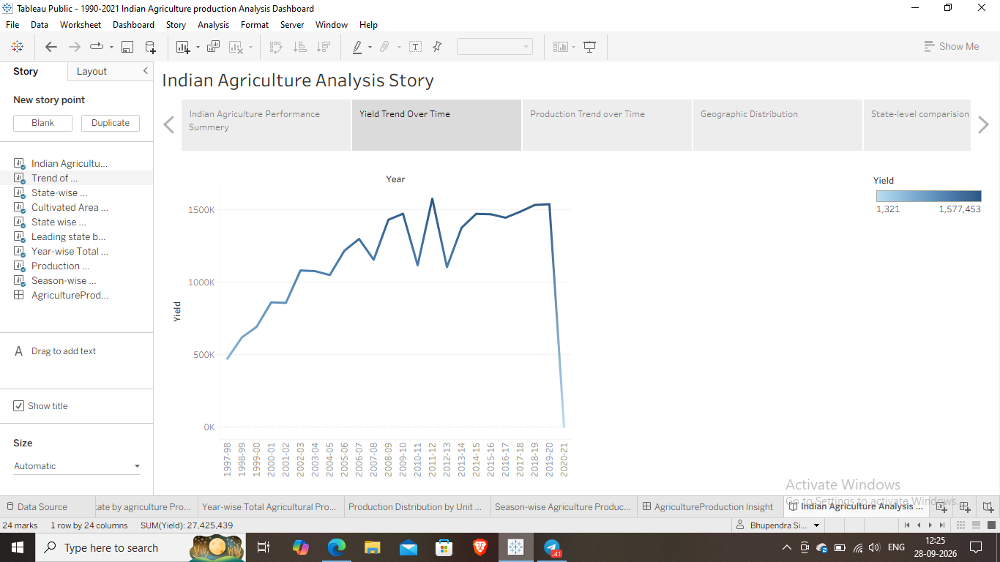 Tableau Public - 1990-2021 Indian Agriculture production Analysis Dashboard
File Data Worksheet Dashboard Story Analysis Format Server Window Help
Show Me
Story Layout
New story point
Blank Duplicate
Indian Agricultu...
Trend of ...
State-wise ...
Cultivated Area ...
State wise ...
Leading state b...
Year-wise Total ...
Production ...
Season-wise ...
AgricultureProd...
A Drag to add text
Show title
Size
Automatic
Indian Agriculture Analysis Story
Indian Agriculture Performance
Summery
Yield Trend Over Time
Production Trend over Time
Geographic Distribution
State-level comparision
Year
Yield
1500K
1000K
500K
0K
1997-98
1998-99
1999-00
2000-01
2001-02
2002-03
2003-04
2004-05
2005-06
2006-07
2007-08
2008-09
2009-10
2010-11
2011-12
2012-13
2013-14
2014-15
2015-16
2016-17
2017-18
2018-19
2019-20
2020-21
Yield
1,321 1,577,453
Activate Windows
Go to Settings to activate Windows.
Data Source tate by agriculture Pro... Year-wise Total Agricultural Pro... Production Distribution by Unit ... Season-wise Agriculture Produc... AgricultureProduction Insight Indian Agriculture Analysis ...
24 marks 1 row by 24 columns SUM(Yield): 27,425,439 Bhupendra Si...
Type here to search
41
ENG
12:25
28-09-2026